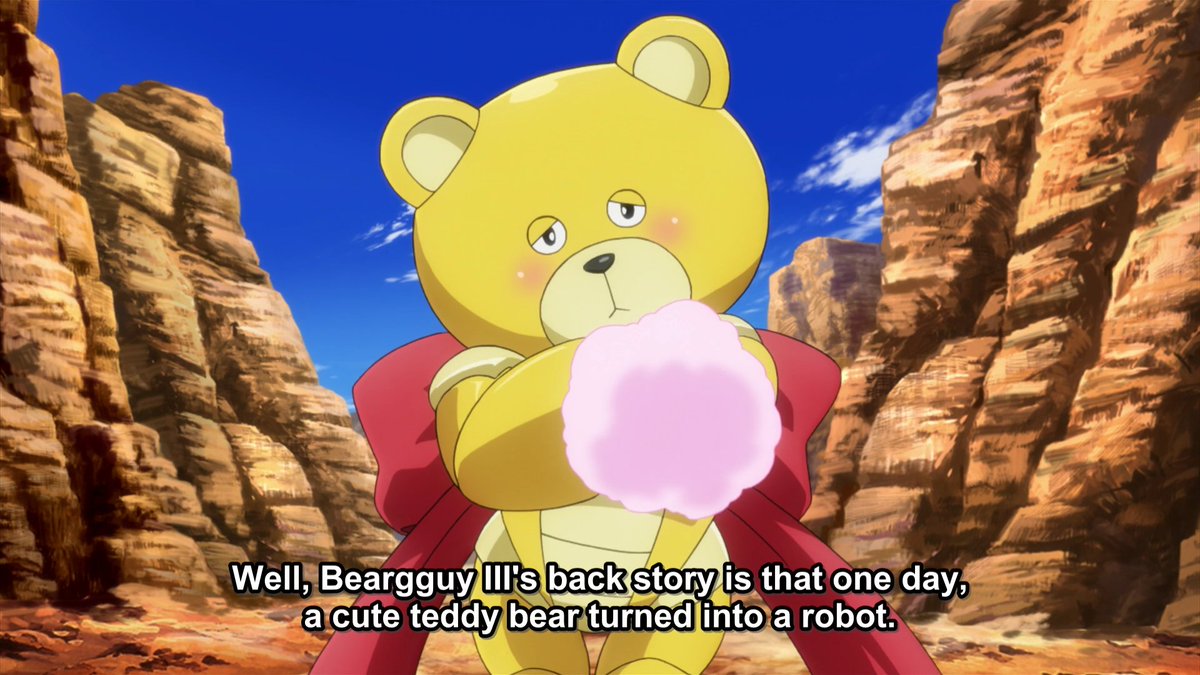 Well, Beargguy III's back story is that one day,
a cute teddy bear turned into a robot.